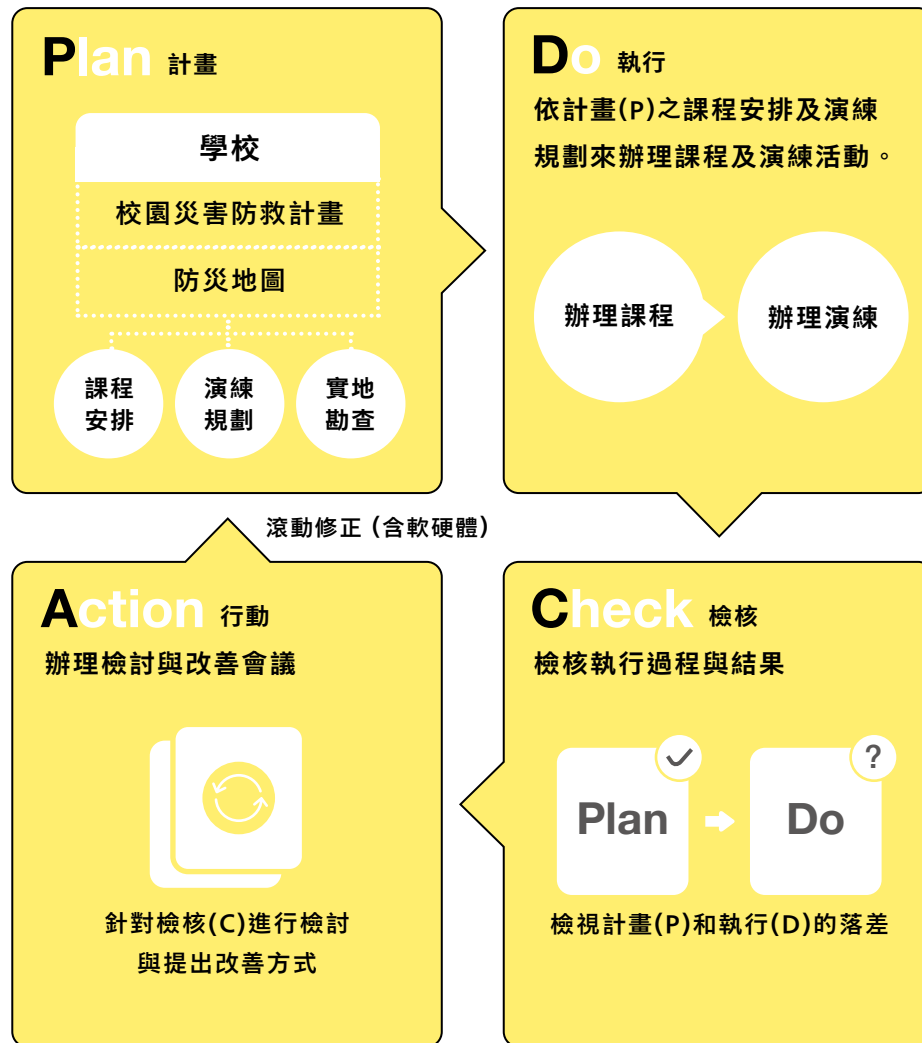 Plan 計畫
學校
校園災害防救計畫
防災地圖
課程
安排
演練
規劃
實地
勘查
Do 執行
依計畫(P)之課程安排及演練
規劃來辦理課程及演練活動。
辦理課程
辦理演練
滾動修正 (含軟硬體)
Action 行動
辦理檢討與改善會議
針對檢核(C)進行檢討
與提出改善方式
Check 檢核
檢核執行過程與結果
Plan
Do
?
檢視計畫(P)和執行(D)的落差